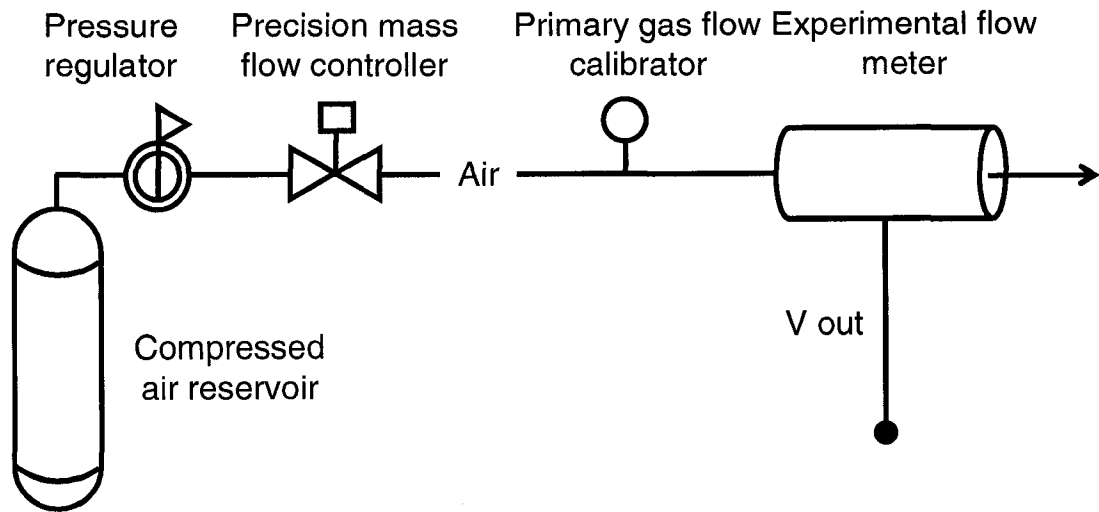 Pressure
regulator
Precision mass
flow controller
Primary gas flow
calibrator
Experimental flow
meter
Air
V out
Compressed
air reservoir